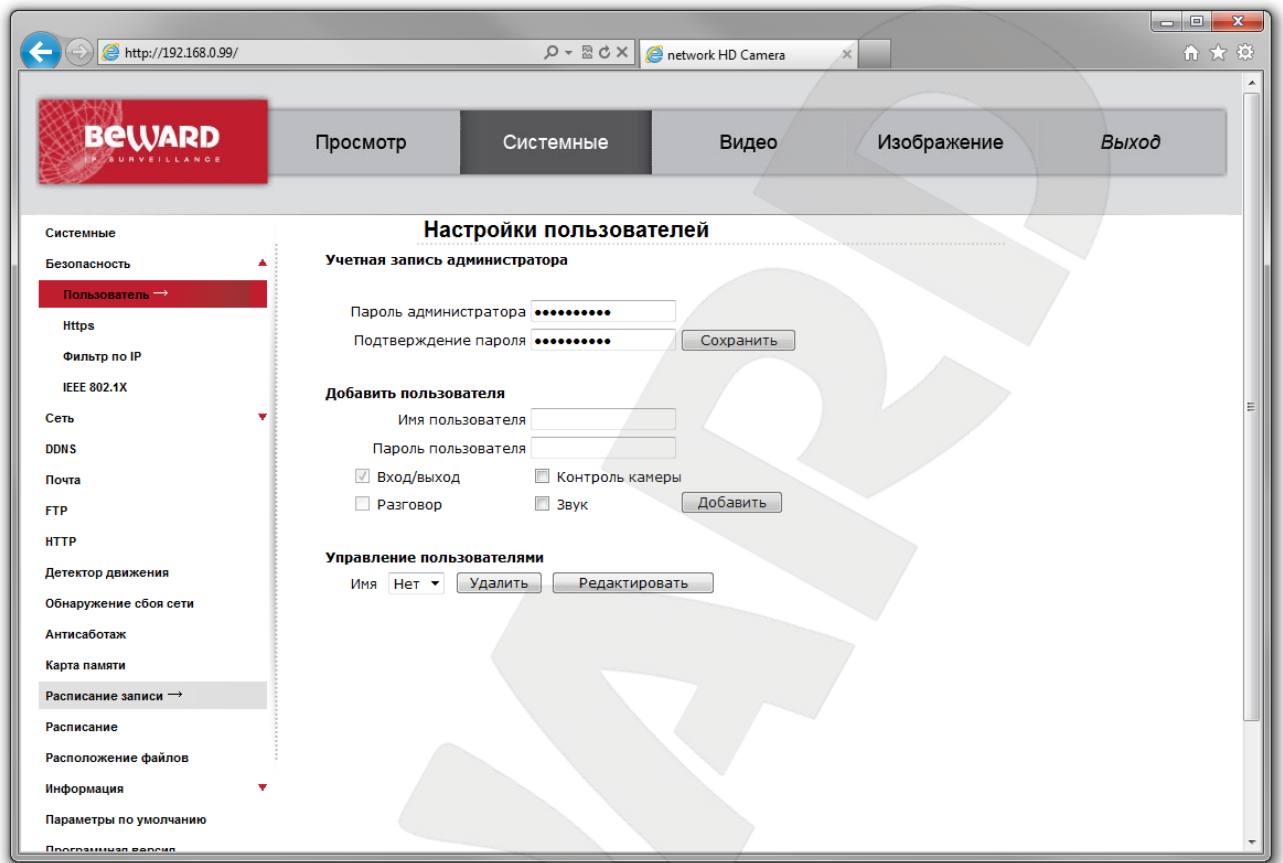 http://192.168.0.99/
network HD Camera
BEWARD
IP SURVEILLANCE
Просмотр
Системные
Видео
Изображение
Выход
Системные
Безопасность
Пользователь →
Https
Фильтр по IP
IEEE 802.1X
Сеть
DDNS
Почта
FTP
HTTP
Детектор движения
Обнаружение сбоя сети
Антисаботаж
Карта памяти
Расписание записи →
Расписание
Расположение файлов
Информация
Параметры по умолчанию
Программная версия
Настройки пользователей
Учетная запись администратора
Пароль администратора ••••••••••
Подтверждение пароля •••••••••• Сохранить
Добавить пользователя
Имя пользователя
Пароль пользователя
Вход/выход Контроль камеры
Разговор Звук Добавить
Управление пользователями
Имя Нет Удалить Редактировать